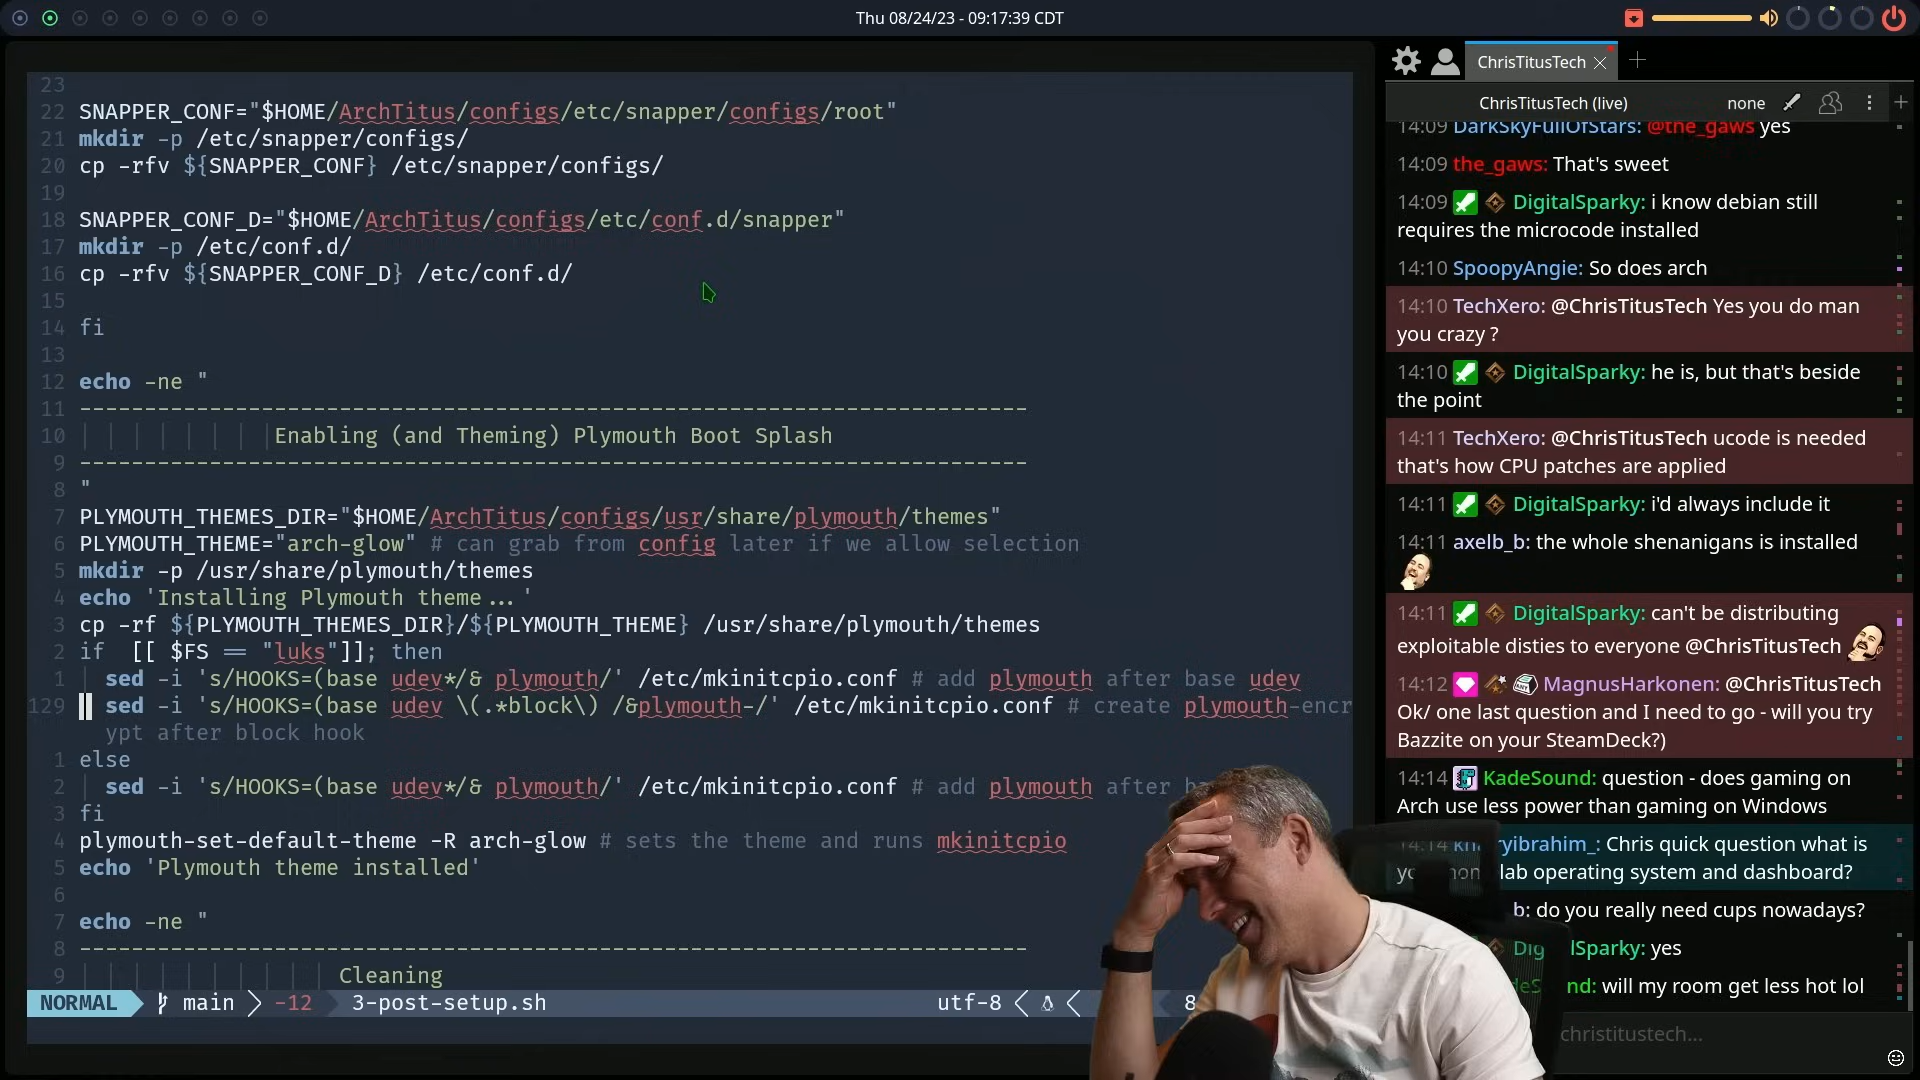 Thu 08/24/23 - 09:17:39 CDT
23
22 SNAPPER_CONF="$HOME/ArchTitus/configs/etc/snapper/configs/root"
21 mkdir -p /etc/snapper/configs/
20 cp -rfv ${SNAPPER_CONF} /etc/snapper/configs/
19
18 SNAPPER_CONF_D="$HOME/ArchTitus/configs/etc/conf.d/snapper"
17 mkdir -p /etc/conf.d/
16 cp -rfv ${SNAPPER_CONF_D} /etc/conf.d/
15
14 fi
13
12 echo -ne "
11 -------------------------------------------------------------------------
10 Enabling (and Theming) Plymouth Boot Splash
9 -------------------------------------------------------------------------
8 "
7 PLYMOUTH_THEMES_DIR="$HOME/ArchTitus/configs/usr/share/plymouth/themes"
6 PLYMOUTH_THEME="arch-glow" # can grab from config later if we allow selection
5 mkdir -p /usr/share/plymouth/themes
4 echo 'Installing Plymouth theme...'
3 cp -rf ${PLYMOUTH_THEMES_DIR}/${PLYMOUTH_THEME} /usr/share/plymouth/themes
2 if [[ $FS == "luks"]]; then
1 sed -i 's/HOOKS=(base udev*/& plymouth/' /etc/mkinitcpio.conf # add plymouth after base udev
129 sed -i 's/HOOKS=(base udev \(.*block\) /&plymouth-/' /etc/mkinitcpio.conf # create plymouth-encr
ypt after block hook
1 else
2 sed -i 's/HOOKS=(base udev*/& plymouth/' /etc/mkinitcpio.conf # add plymouth after
3 fi
4 plymouth-set-default-theme -R arch-glow # sets the theme and runs mkinitcpio
5 echo 'Plymouth theme installed'
6
7 echo -ne "
8 -------------------------------------------------------------------------
9 Cleaning
NORMAL main -12 3-post-setup.sh utf-8 8
ChrisTitusTech
ChrisTitusTech (live) none
14:09 DarkSkyFullOfStars: @the_gaws yes
14:09 the_gaws: That's sweet
14:09 DigitalSparky: i know debian still
requires the microcode installed
14:10 SpoopyAngie: So does arch
14:10 TechXero: @ChrisTitusTech Yes you do man
you crazy ?
14:10 DigitalSparky: he is, but that's beside
the point
14:11 TechXero: @ChrisTitusTech ucode is needed
that's how CPU patches are applied
14:11 DigitalSparky: i'd always include it
14:11 axelb_b: the whole shenanigans is installed
14:11 DigitalSparky: can't be distributing
exploitable disties to everyone @ChrisTitusTech
14:12 MagnusHarkonen: @ChrisTitusTech
Ok/ one last question and I need to go - will you try
Bazzite on your SteamDeck?)
14:14 KadeSound: question - does gaming on
Arch use less power than gaming on Windows
14:14 yibrahim_: Chris quick question what is
lab operating system and dashboard?
b: do you really need cups nowadays?
Sparky: yes
nd: will my room get less hot lol
christitustech...